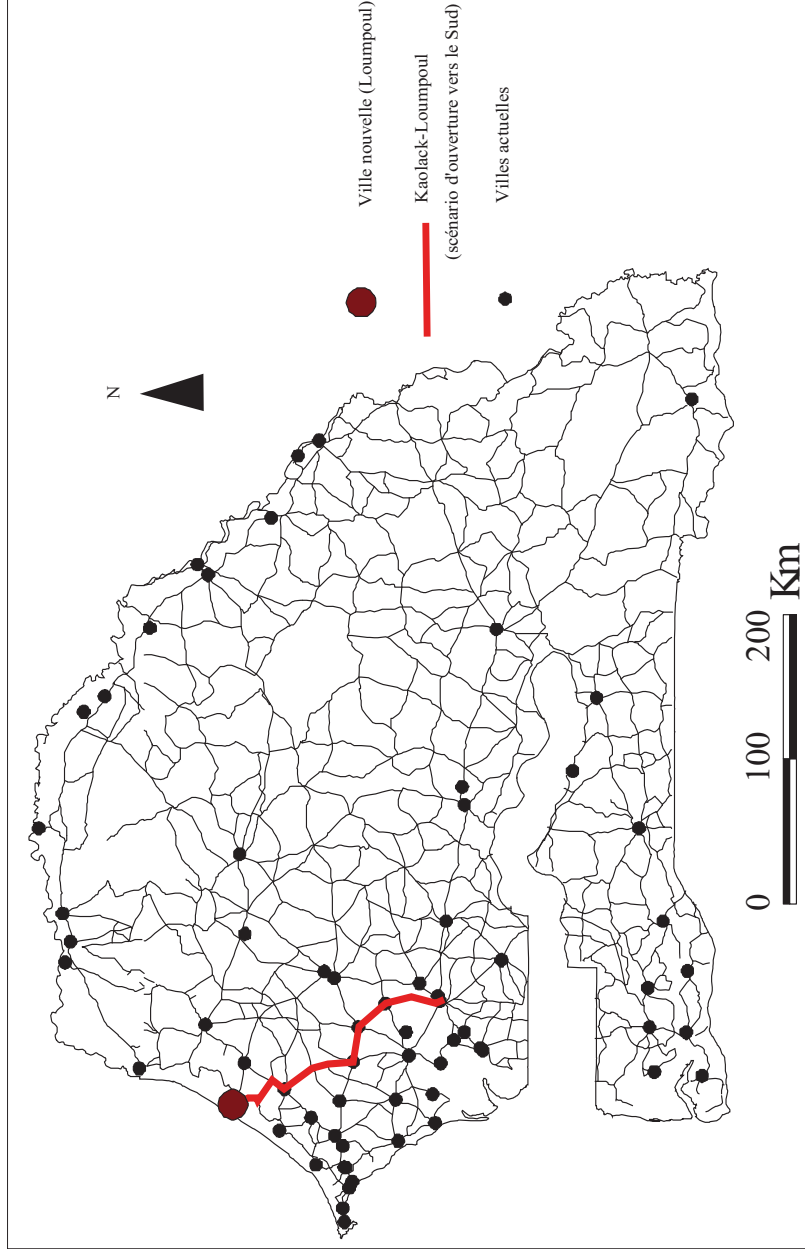 N
Ville nouvelle (Loumpoul)
Kaolack-Loumpoul
(scénario d'ouverture vers le Sud)
Villes actuelles
0 100 200
Km